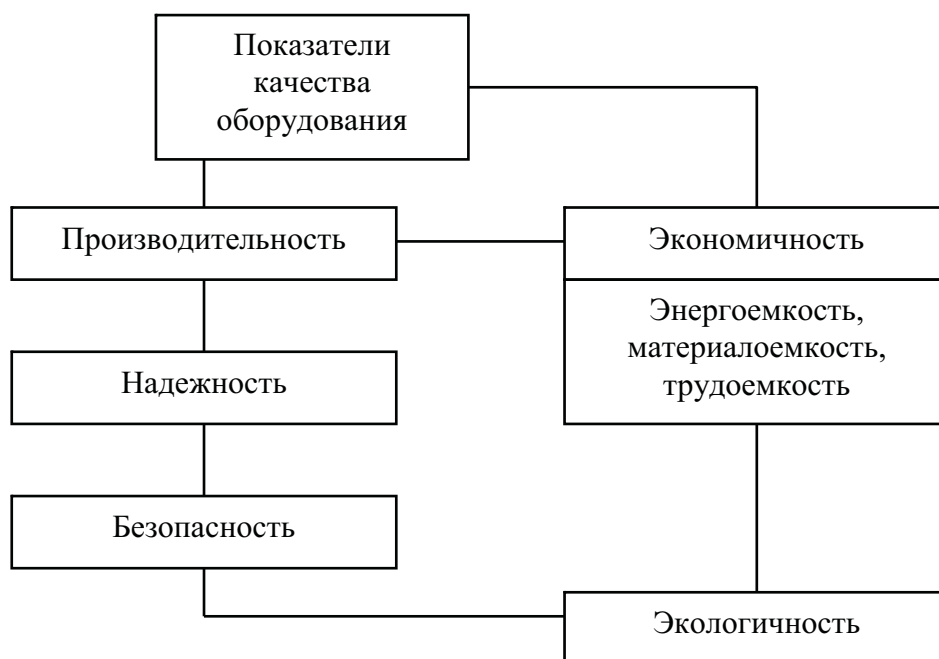 Показатели
качества
оборудования
Производительность
Экономичность
Энергоемкость,
материалоемкость,
трудоемкость
Надежность
Безопасность
Экологичность